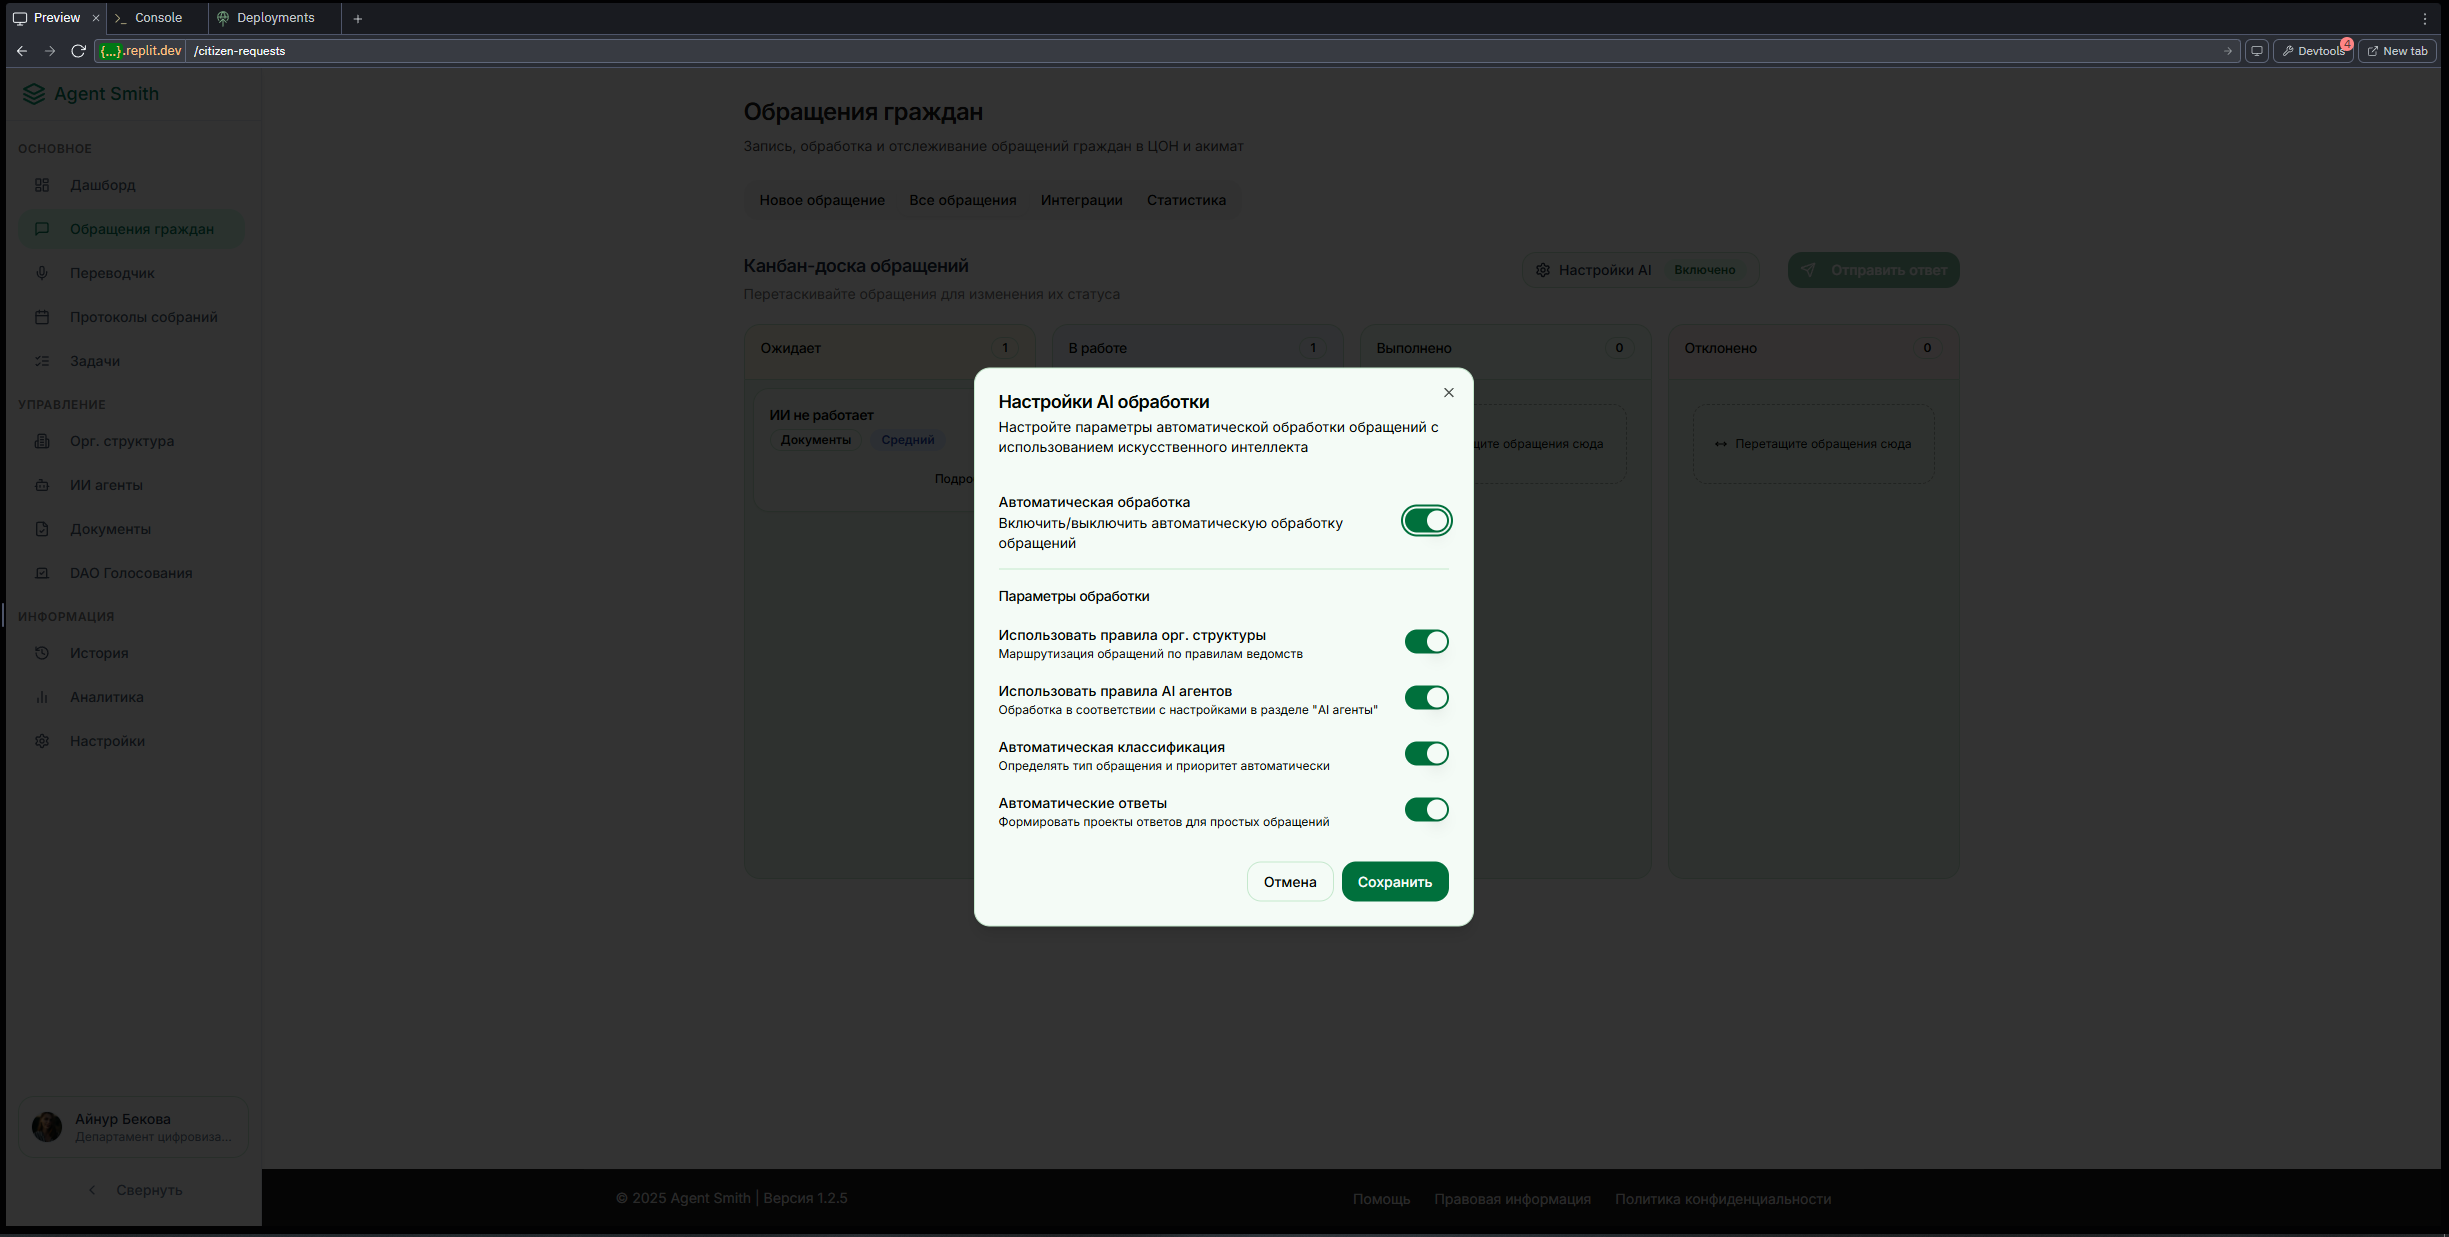 Preview
Console
Deployments
{...}.replit.dev /citizen-requests
Devtools 4
New tab
Agent Smith
ОСНОВНОЕ
Дашборд
Обращения граждан
Переводчик
Протоколы собраний
Задачи
УПРАВЛЕНИЕ
Орг. структура
ИИ агенты
Документы
DAO Голосования
ИНФОРМАЦИЯ
История
Аналитика
Настройки
Айнур Бекова
Департамент цифровиза...
Свернуть
Обращения граждан
Запись, обработка и отслеживание обращений граждан в ЦОН и акимат
Новое обращение Все обращения Интеграции Статистика
Канбан-доска обращений
Перетаскивайте обращения для изменения их статуса
Настройки AI Включено
Отправить ответ
Ожидает 1
В работе 1
Выполнено 0
Отклонено 0
ИИ не работает
Документы Средний
Подро
ите обращения сюда
Перетащите обращения сюда
Настройки AI обработки
Настройте параметры автоматической обработки обращений с
использованием искусственного интеллекта
Автоматическая обработка
Включить/выключить автоматическую обработку
обращений
Параметры обработки
Использовать правила орг. структуры
Маршрутизация обращений по правилам ведомств
Использовать правила AI агентов
Обработка в соответствии с настройками в разделе "AI агенты"
Автоматическая классификация
Определять тип обращения и приоритет автоматически
Автоматические ответы
Формировать проекты ответов для простых обращений
Отмена Сохранить
© 2025 Agent Smith | Версия 1.2.5
Помощь Правовая информация Политика конфиденциальности